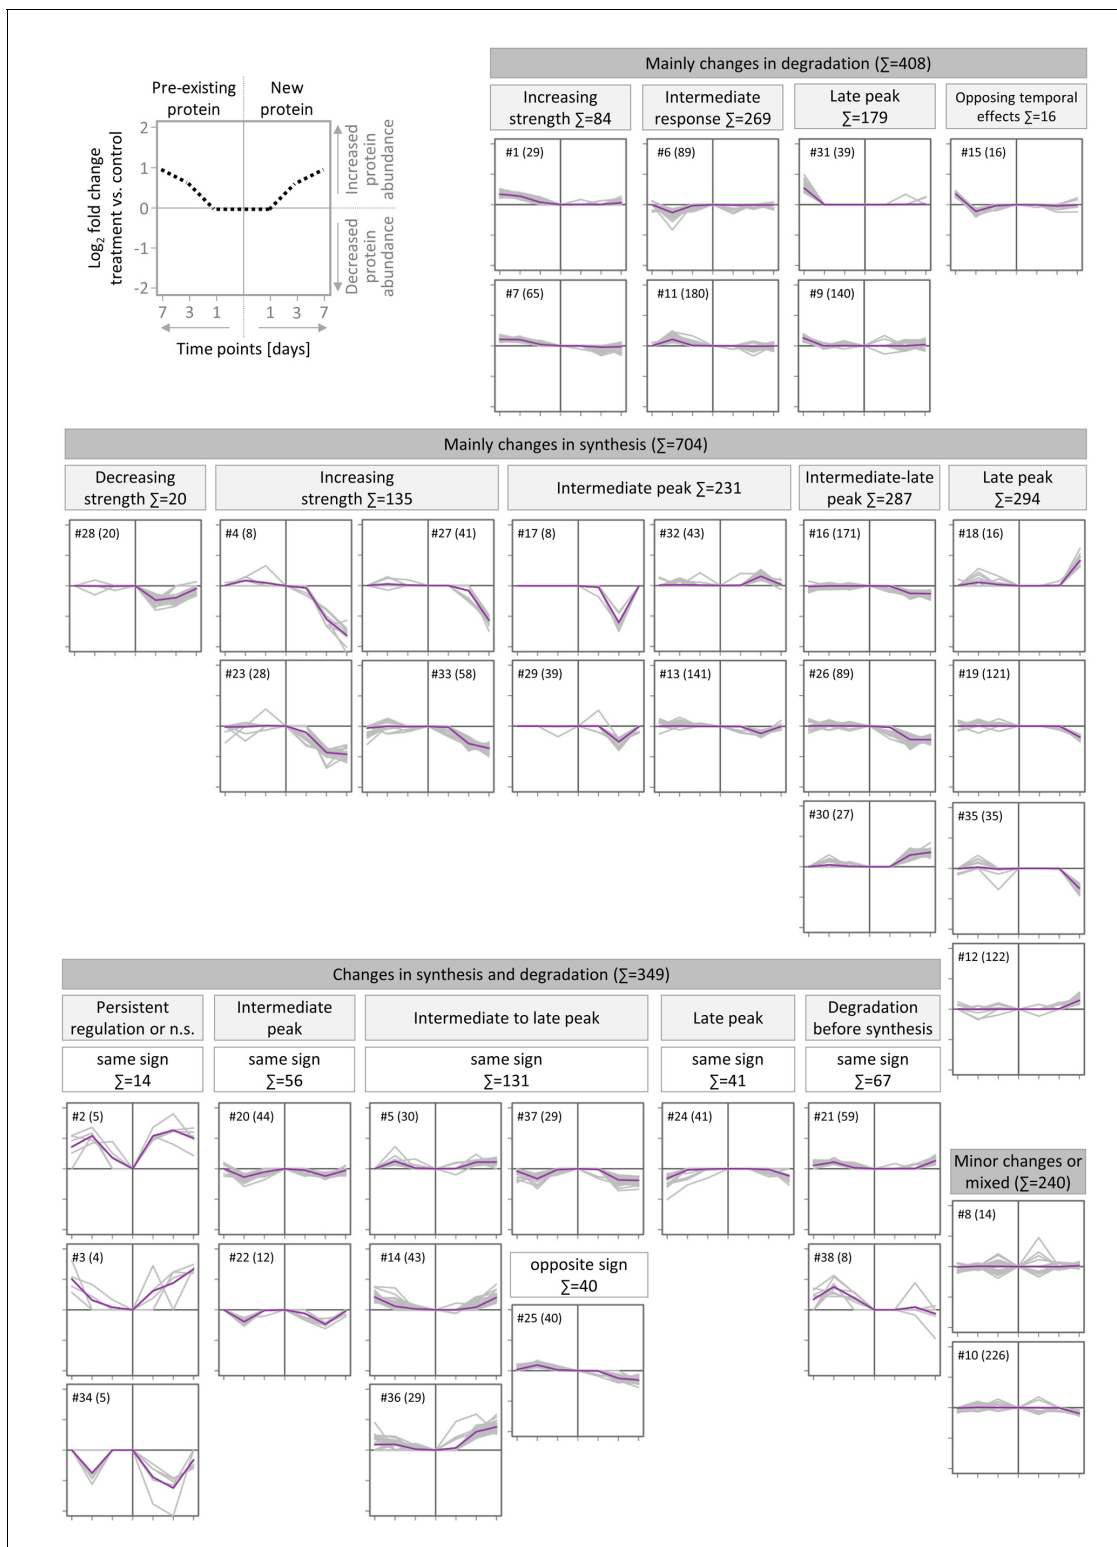 Pre-existing protein
New protein
Log2 fold change
treatment vs. control
2
1
0
-1
-2
Increased protein abundance
Decreased protein abundance
7 3 1 1 3 7
Time points [days]
Mainly changes in degradation (∑=408)
Increasing
strength ∑=84
Intermediate
response ∑=269
Late peak
∑=179
Opposing temporal
effects ∑=16
#1 (29)
#6 (89)
#31 (39)
#15 (16)
#7 (65)
#11 (180)
#9 (140)
Mainly changes in synthesis (∑=704)
Decreasing
strength ∑=20
Increasing
strength ∑=135
Intermediate peak ∑=231
Intermediate-late
peak ∑=287
Late peak
∑=294
#28 (20)
#4 (8)
#27 (41)
#17 (8)
#32 (43)
#16 (171)
#18 (16)
#23 (28)
#33 (58)
#29 (39)
#13 (141)
#26 (89)
#19 (121)
#30 (27)
#35 (35)
#12 (122)
Changes in synthesis and degradation (∑=349)
Persistent
regulation or n.s.
Intermediate
peak
Intermediate to late peak
Late peak
Degradation
before synthesis
same sign
∑=14
same sign
∑=56
same sign
∑=131
same sign
∑=41
same sign
∑=67
#2 (5)
#20 (44)
#5 (30)
#37 (29)
#24 (41)
#21 (59)
#3 (4)
#22 (12)
#14 (43)
opposite sign
∑=40
#38 (8)
#25 (40)
#34 (5)
#36 (29)
Minor changes or
mixed (∑=240)
#8 (14)
#10 (226)